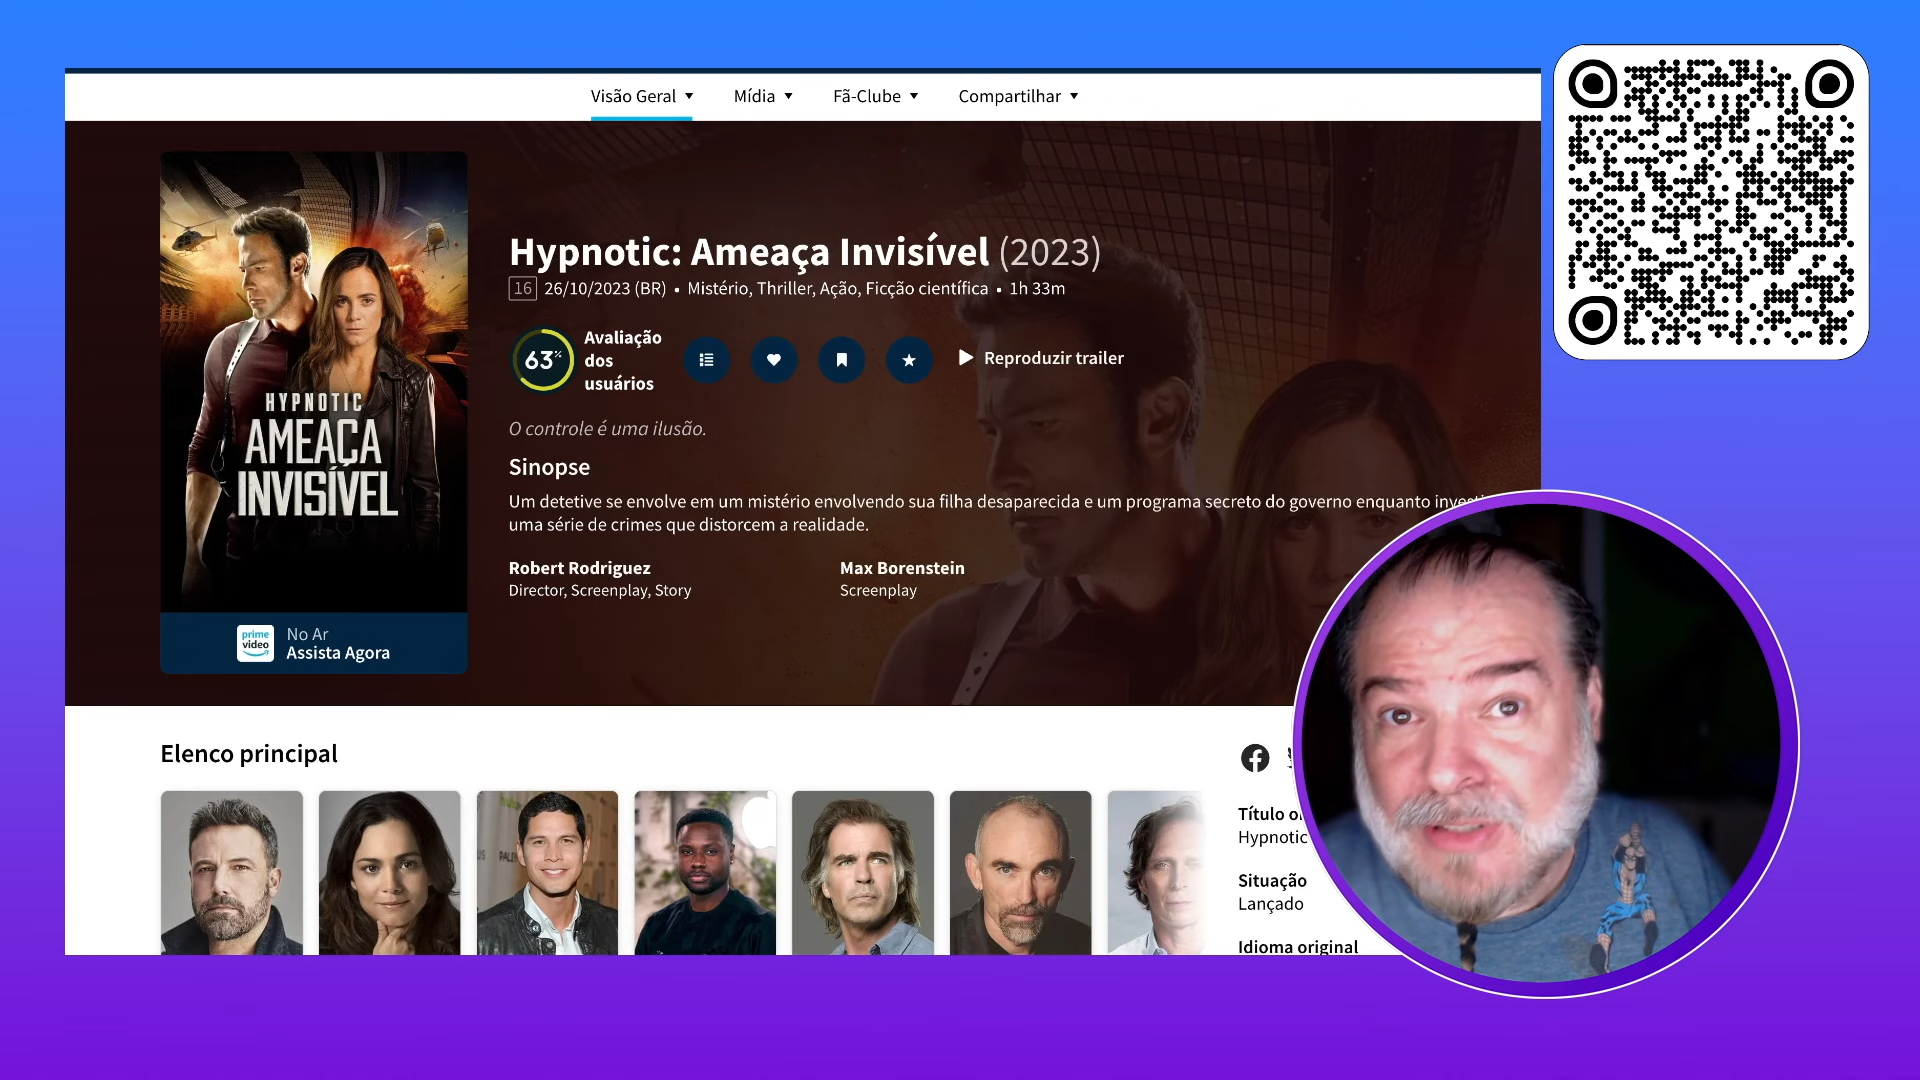 Visão Geral Mídia Fã-Clube Compartilhar
HYPNOTIC
AMEAÇA
INVISÍVEL
prime video
No Ar
Assista Agora
Hypnotic: Ameaça Invisível (2023)
16 26/10/2023 (BR) • Mistério, Thriller, Ação, Ficção científica • 1h 33m
63%
Avaliação
dos
usuários
Reproduzir trailer
O controle é uma ilusão.
Sinopse
Um detetive se envolve em um mistério envolvendo sua filha desaparecida e um programa secreto do governo enquanto
uma série de crimes que distorcem a realidade.
Robert Rodriguez
Director, Screenplay, Story
Max Borenstein
Screenplay
Elenco principal
Título
Hypnotic
Situação
Lançado
Idioma original